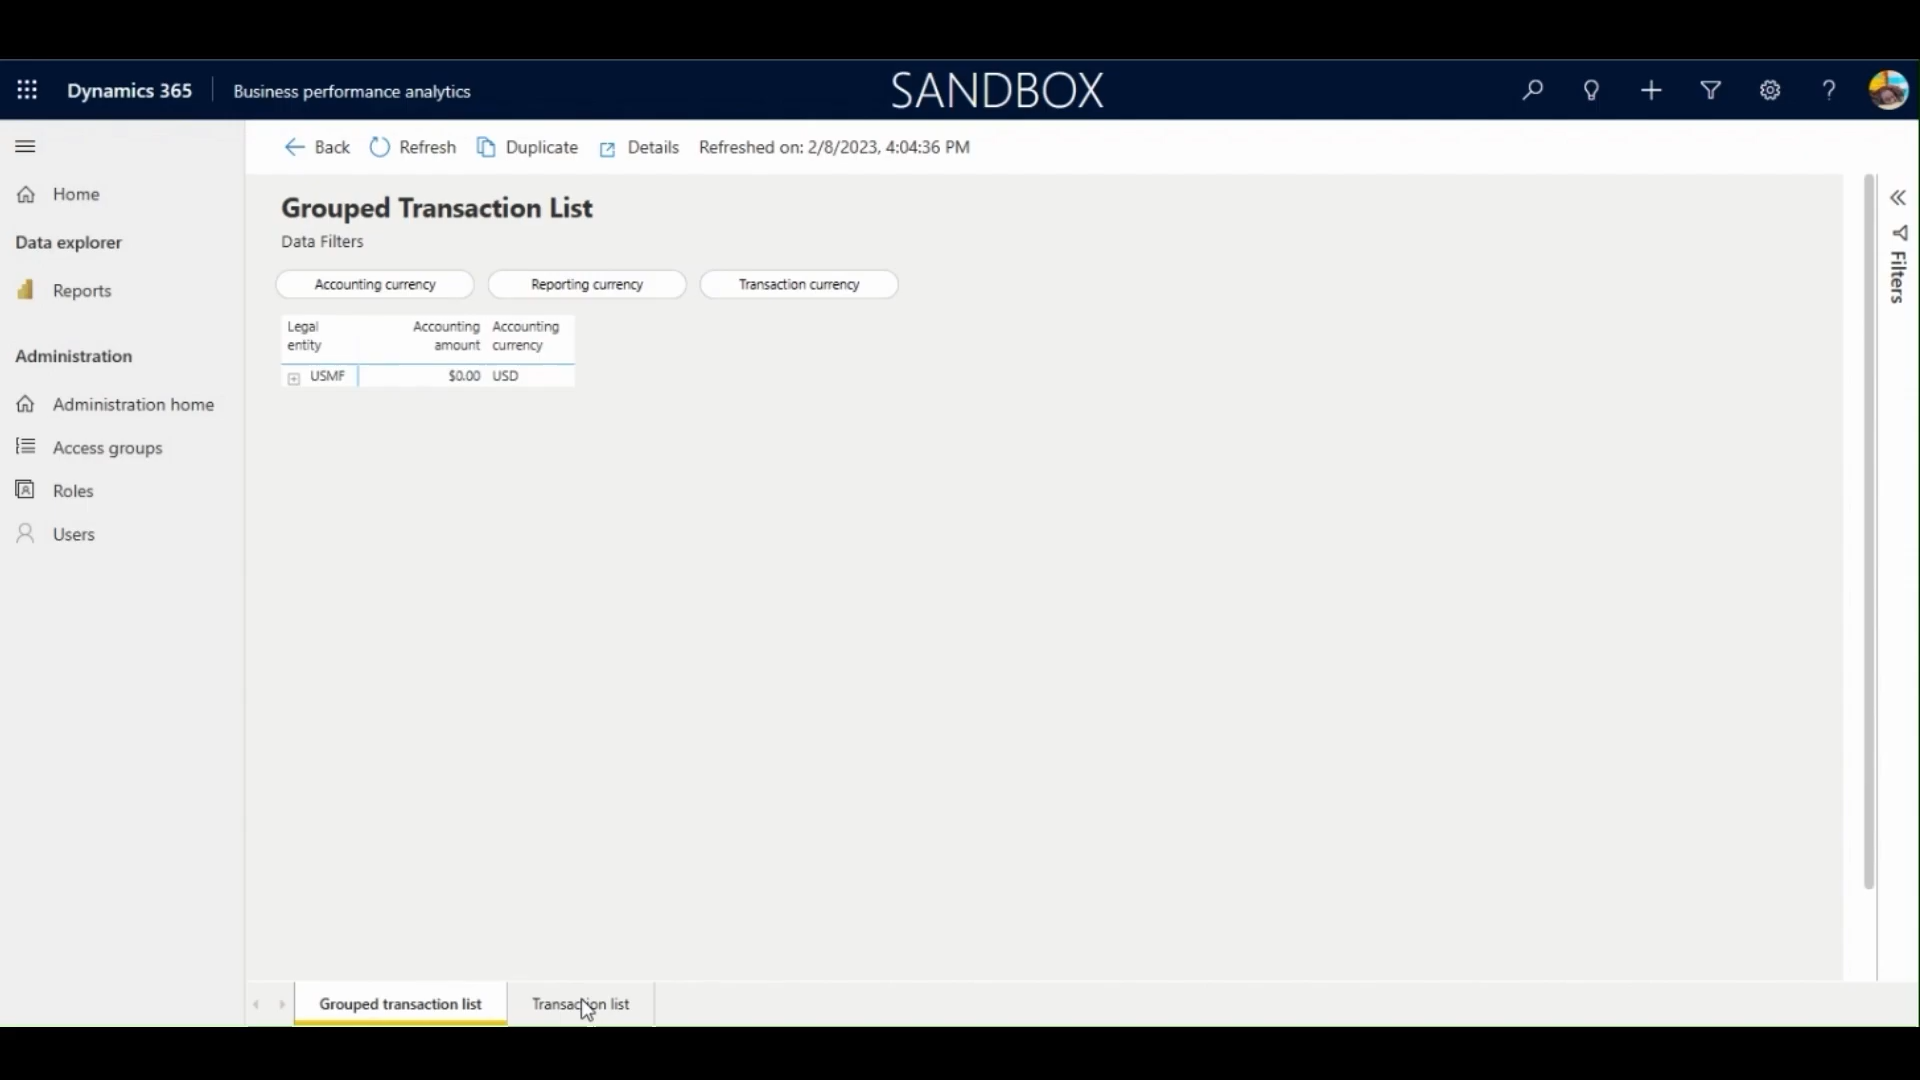 Dynamics 365
Business performance analytics
SANDBOX
Back
Refresh
Duplicate
Details
Refreshed on: 2/8/2023, 4:04:36 PM
Home
Data explorer
Reports
Administration
Administration home
Access groups
Roles
Users
Grouped Transaction List
Data Filters
Accounting currency
Reporting currency
Transaction currency
Legal entity
Accounting amount
Accounting currency
USMF
$0.00
USD
Filters
Grouped transaction list
Transaction list